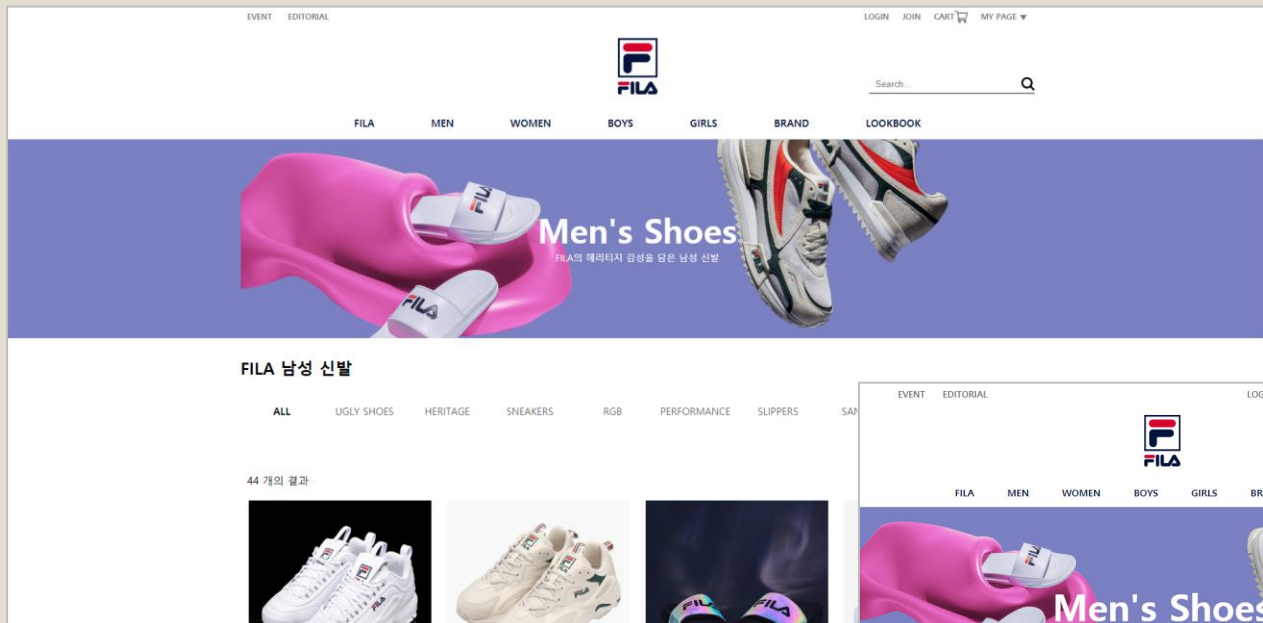 EVENT EDITORIAL LOGIN JOIN CART MY PAGE ▼
FILA
Search...
FILA MEN WOMEN BOYS GIRLS BRAND LOOKBOOK
FILA
Men's Shoes
FILA의 헤리티지 감성을 담은 남성 신발
FILA
FILA 남성 신발
ALL UGLY SHOES HERITAGE SNEAKERS RGB PERFORMANCE SLIPPERS
44 개의 결과
FILA
FILA
FILA FILA
EVENT EDITORIAL
FILA
FILA MEN WOMEN BOYS GIRLS
FILA
Men's Shoes